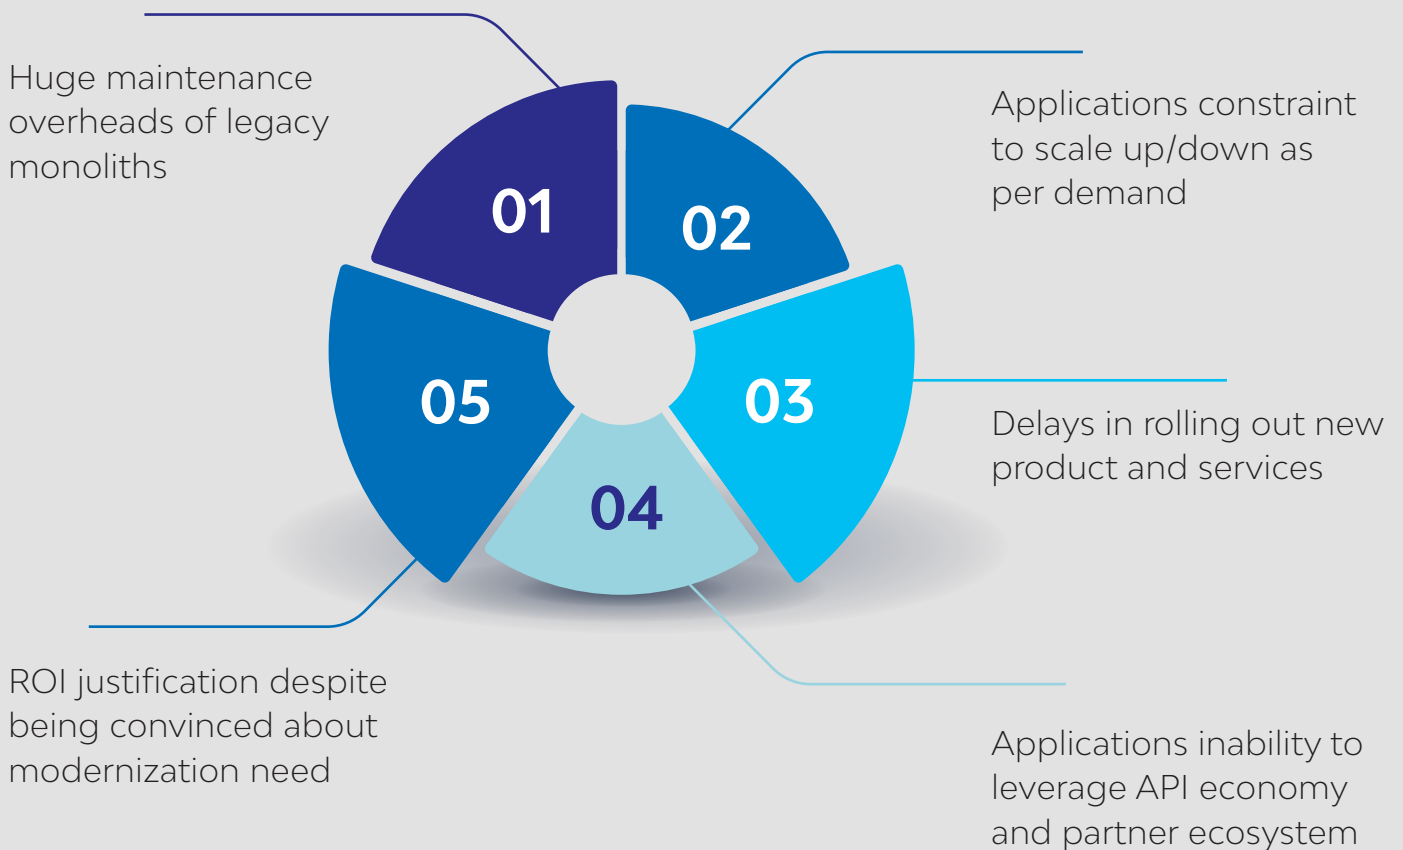 Huge maintenance
overheads of legacy
monoliths
01
02
Applications constraint
to scale up/down as
per demand
05
03
Delays in rolling out new
product and services
04
ROI justification despite
being convinced about
modernization need
Applications inability to
leverage API economy
and partner ecosystem